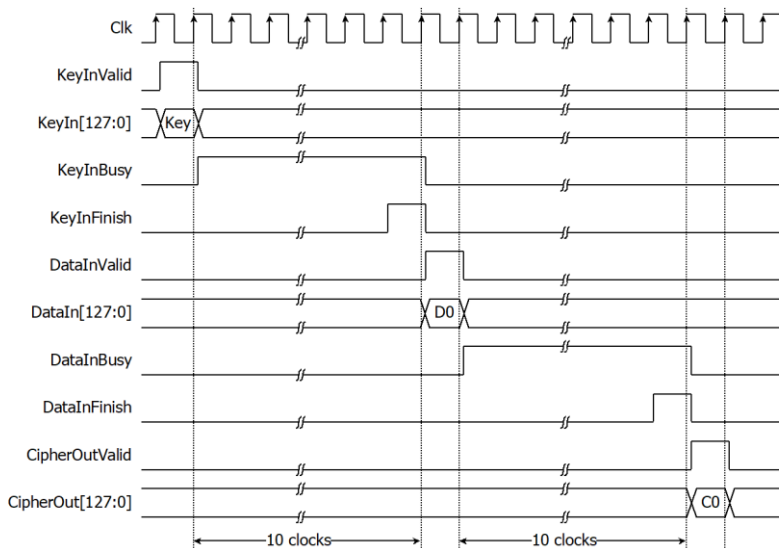 Clk
KeyInValid
KeyIn[127:0] Key
KeyInBusy
KeyInFinish
DataInValid
DataIn[127:0] D0
DataInBusy
DataInFinish
CipherOutValid
CipherOut[127:0] C0
10 clocks 10 clocks